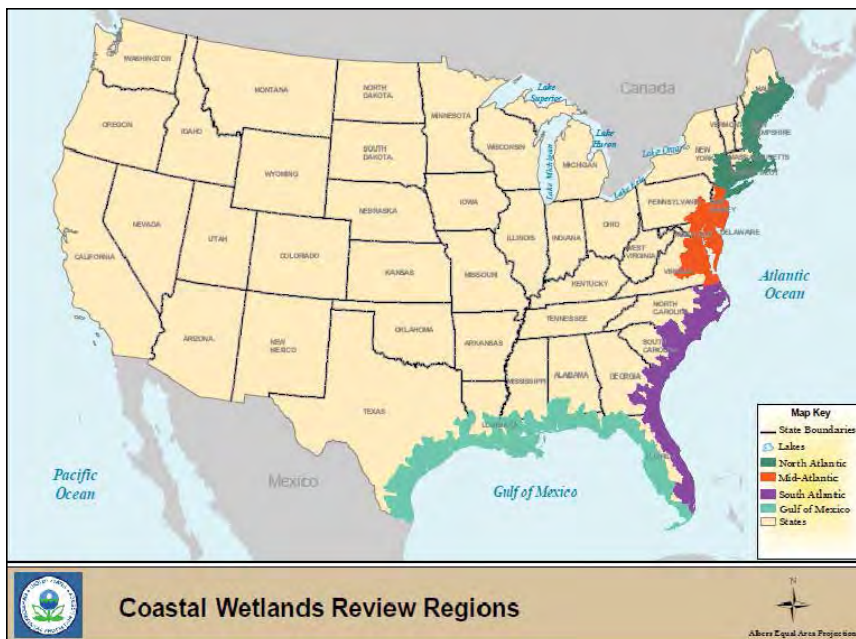 WASHINGTON
MONTANA
NORTH
DAKOTA
MINNESOTA
Lake
Superior
Canada
OREGON
IDAHO
SOUTH
DAKOTA
WISCONSIN
Lake
Huron
Lake Michigan
MICHIGAN
Lake Ontario
NEW
YORK
WYOMING
IOWA
NEBRASKA
PENNSYLVANIA
NEVADA
UTAH
COLORADO
ILLINOIS
INDIANA
OHIO
DELAWARE
WEST
VIRGINIA
CALIFORNIA
KANSAS
MISSOURI
KENTUCKY
Atlantic
Ocean
ARIZONA
NEW
MEXICO
OKLAHOMA
ARKANSAS
TENNESSEE
NORTH
CAROLINA
SOUTH
CAROLINA
MISSISSIPPI
ALABAMA
GEORGIA
TEXAS
Mexico
Pacific
Ocean
Gulf of Mexico
Map Key
State Boundaries
Lakes
North Atlantic
Mid-Atlantic
South Atlantic
Gulf of Mexico
States
Coastal Wetlands Review Regions
N
Albers Equal Area Projection